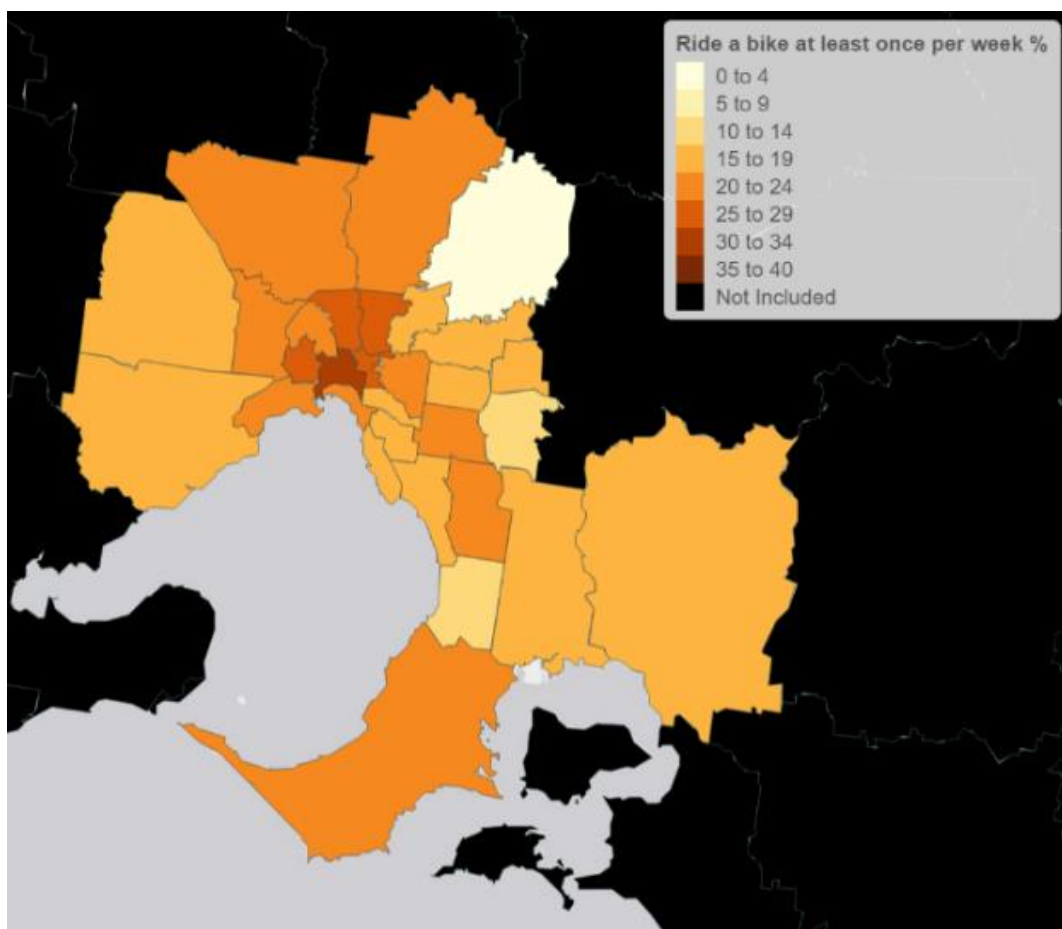 Ride a bike at least once per week %
0 to 4
5 to 9
10 to 14
15 to 19
20 to 24
25 to 29
30 to 34
35 to 40
Not Included